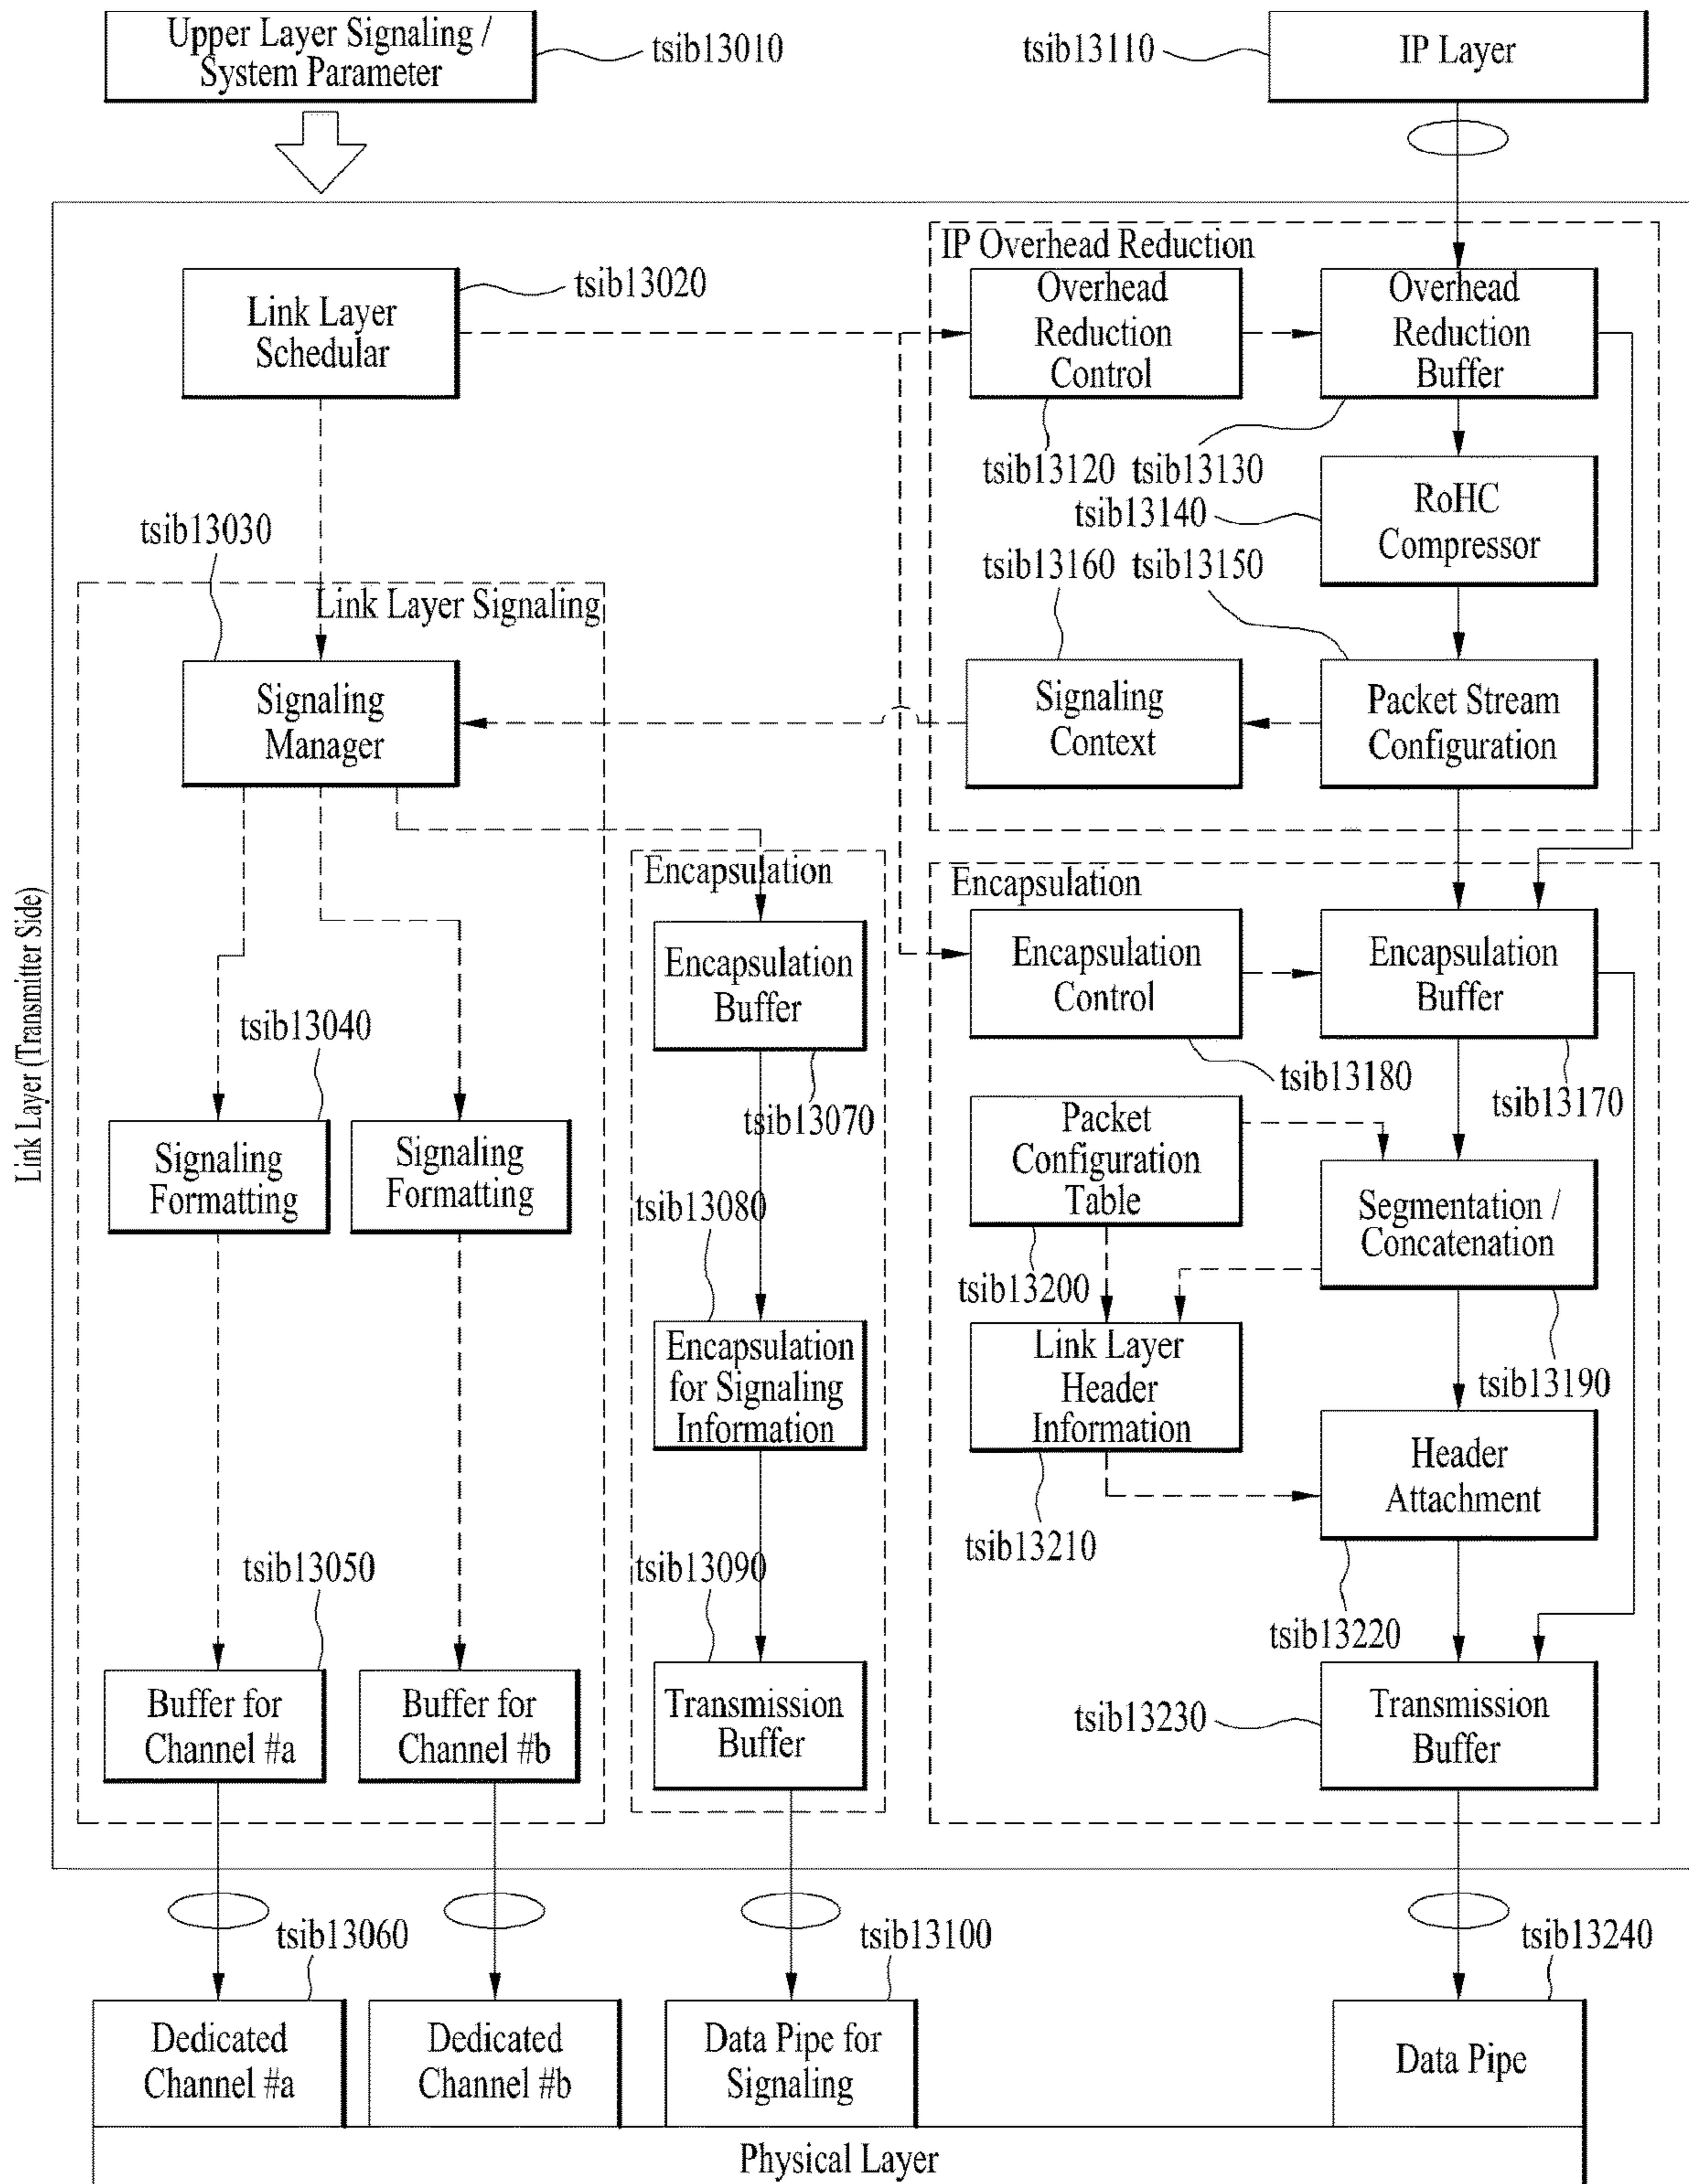 Upper Layer Signaling /
System Parameter
tsib13010
tsib13110
IP Layer
Link Layer (Transmitter Side)
IP Overhead Reduction
Link Layer
Schedular
tsib13020
Overhead
Reduction
Control
Overhead
Reduction
Buffer
tsib13120
tsib13130
tsib13140
RoHC
Compressor
tsib13030
tsib13160
tsib13150
Link Layer Signaling
Signaling
Manager
Signaling
Context
Packet Stream
Configuration
Encapsulation
Encapsulation
Buffer
tsib13070
Encapsulation
Encapsulation
Control
Encapsulation
Buffer
tsib13180
tsib13170
tsib13040
Signaling
Formatting
Signaling
Formatting
Packet
Configuration
Table
tsib13200
Segmentation /
Concatenation
tsib13190
tsib13080
Encapsulation
for Signaling
Information
Link Layer
Header
Information
tsib13210
Header
Attachment
tsib13220
tsib13050
tsib13090
Buffer for
Channel #a
Buffer for
Channel #b
Transmission
Buffer
tsib13230
Transmission
Buffer
tsib13060
tsib13100
tsib13240
Dedicated
Channel #a
Dedicated
Channel #b
Data Pipe for
Signaling
Data Pipe
Physical Layer